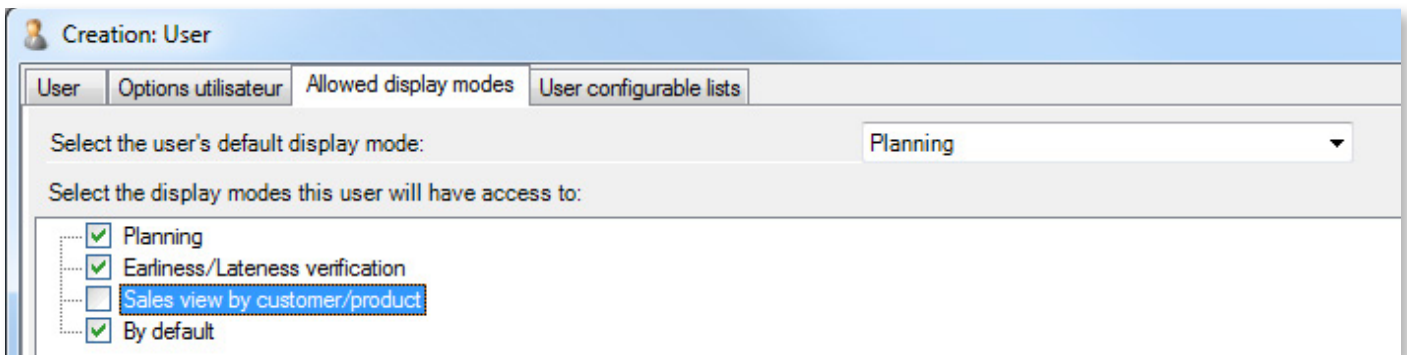 Creation: User
User Options utilisateur Allowed display modes User configurable lists
Select the user's default display mode: Planning
Select the display modes this user will have access to:
Planning
Earliness/Lateness verification
Sales view by customer/product
By default